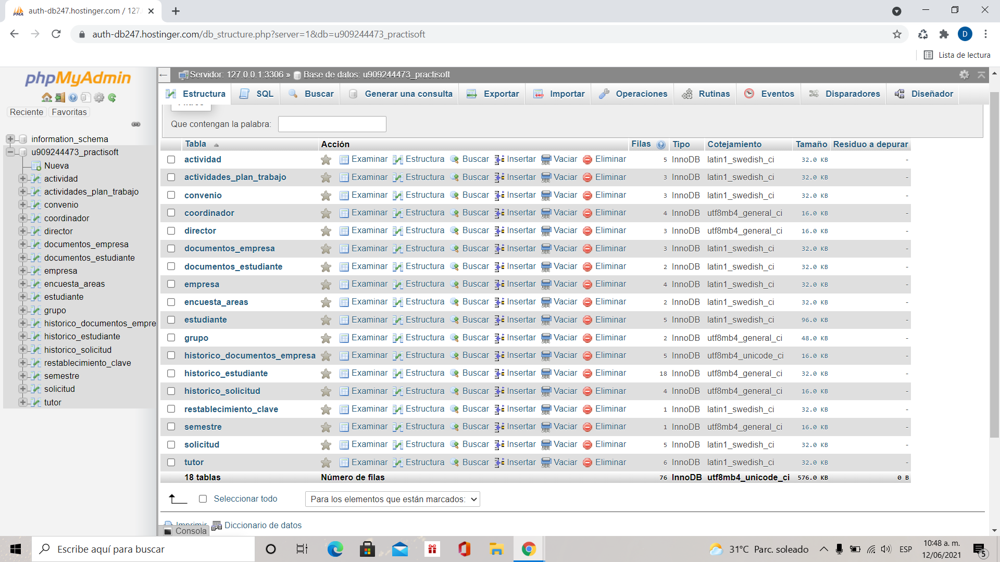 auth-db247.hostinger.com / 127.
auth-db247.hostinger.com/db_structure.php?server=1&db=u909244473_practisoft
D
Lista de lectura
phpMyAdmin
Reciente
Favoritas
information_schema
u909244473_practisoft
Nueva
actividad
actividades_plan_trabajo
convenio
coordinador
director
documentos_empresa
documentos_estudiante
empresa
encuesta_areas
estudiante
grupo
historico_documentos_empre
historico_estudiante
historico_solicitud
restablecimiento_clave
semestre
solicitud
tutor
Servidor: 127.0.0.1:3306 » Base de datos: u909244473_practisoft
Estructura SQL Buscar Generar una consulta Exportar Importar Operaciones Rutinas Eventos Disparadores Diseñador
Que contengan la palabra:
Tabla Acción Filas Tipo Cotejamiento Tamaño Residuo a depurar
actividad Examinar Estructura Buscar Insertar Vaciar Eliminar 5 InnoDB latin1_swedish_ci 32.0 KB -
actividades_plan_trabajo Examinar Estructura Buscar Insertar Vaciar Eliminar 3 InnoDB latin1_swedish_ci 32.0 KB -
convenio Examinar Estructura Buscar Insertar Vaciar Eliminar 3 InnoDB latin1_swedish_ci 32.0 KB -
coordinador Examinar Estructura Buscar Insertar Vaciar Eliminar 4 InnoDB utf8mb4_general_ci 16.0 KB -
director Examinar Estructura Buscar Insertar Vaciar Eliminar 3 InnoDB utf8mb4_general_ci 16.0 KB -
documentos_empresa Examinar Estructura Buscar Insertar Vaciar Eliminar 3 InnoDB latin1_swedish_ci 32.0 KB -
documentos_estudiante Examinar Estructura Buscar Insertar Vaciar Eliminar 2 InnoDB latin1_swedish_ci 32.0 KB -
empresa Examinar Estructura Buscar Insertar Vaciar Eliminar 4 InnoDB latin1_swedish_ci 32.0 KB -
encuesta_areas Examinar Estructura Buscar Insertar Vaciar Eliminar 2 InnoDB latin1_swedish_ci 32.0 KB -
estudiante Examinar Estructura Buscar Insertar Vaciar Eliminar 5 InnoDB latin1_swedish_ci 96.0 KB -
grupo Examinar Estructura Buscar Insertar Vaciar Eliminar 2 InnoDB utf8mb4_general_ci 48.0 KB -
historico_documentos_empresa Examinar Estructura Buscar Insertar Vaciar Eliminar 5 InnoDB utf8mb4_unicode_ci 16.0 KB -
historico_estudiante Examinar Estructura Buscar Insertar Vaciar Eliminar 18 InnoDB utf8mb4_general_ci 32.0 KB -
historico_solicitud Examinar Estructura Buscar Insertar Vaciar Eliminar 4 InnoDB utf8mb4_general_ci 16.0 KB -
restablecimiento_clave Examinar Estructura Buscar Insertar Vaciar Eliminar 1 InnoDB latin1_swedish_ci 32.0 KB -
semestre Examinar Estructura Buscar Insertar Vaciar Eliminar 1 InnoDB utf8mb4_general_ci 16.0 KB -
solicitud Examinar Estructura Buscar Insertar Vaciar Eliminar 5 InnoDB latin1_swedish_ci 32.0 KB -
tutor Examinar Estructura Buscar Insertar Vaciar Eliminar 6 InnoDB latin1_swedish_ci 32.0 KB -
18 tablas Número de filas 76 InnoDB utf8mb4_unicode_ci 576.0 KB 0 B
Seleccionar todo
Para los elementos que están marcados:
Imprimir Diccionario de datos
Consola
Escribe aquí para buscar
31°C Parc. soleado
ESP
10:48 a. m.
12/06/2021
5